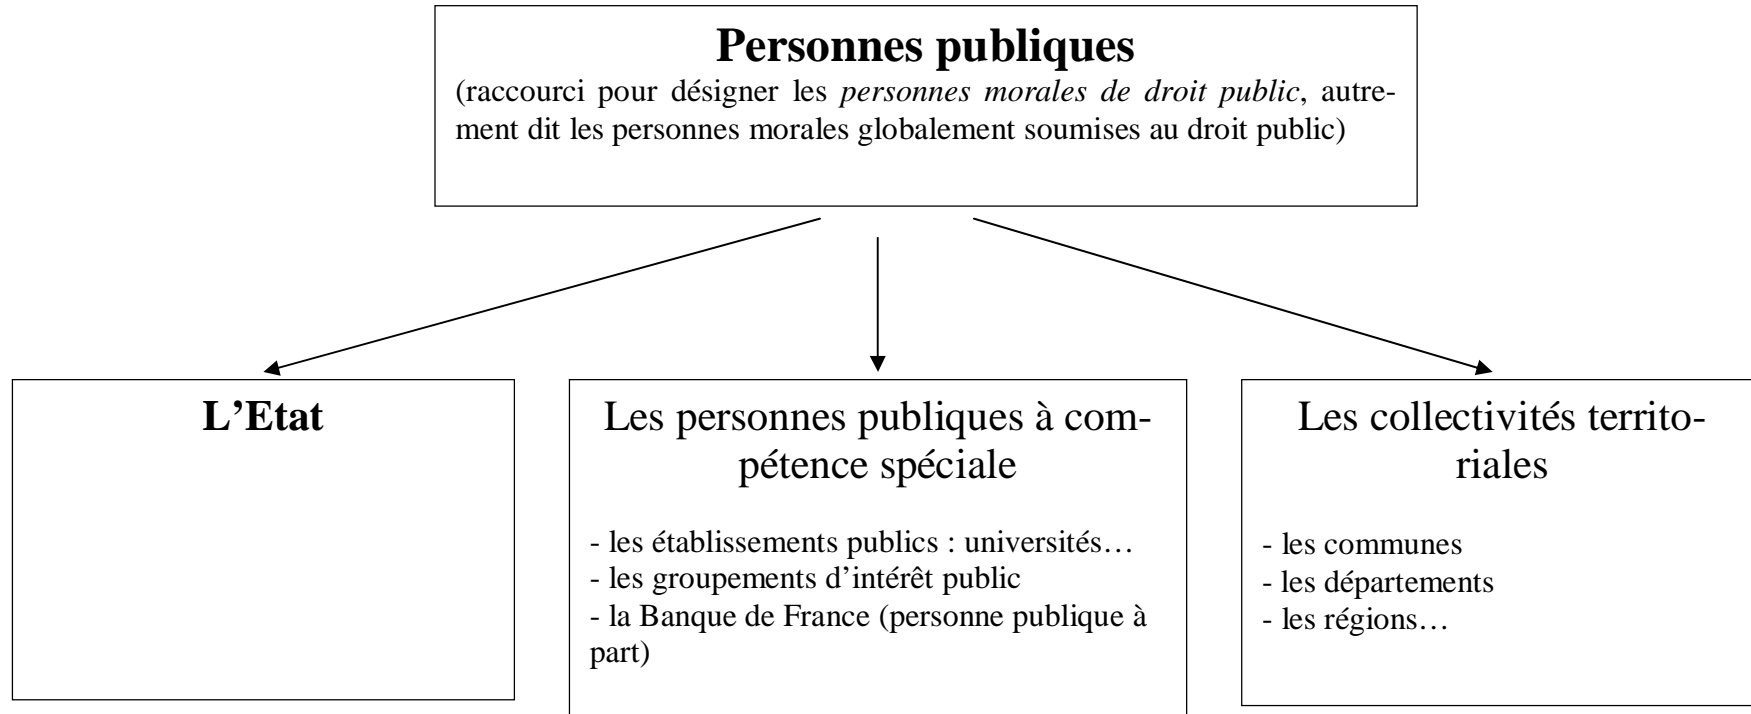 Personnes publiques
(raccourci pour désigner les personnes morales de droit public, autre-
ment dit les personnes morales globalement soumises au droit public)
L’Etat
Les personnes publiques à com-
pétence spéciale
- les établissements publics : universités…
- les groupements d’intérêt public
- la Banque de France (personne publique à
part)
Les collectivités territo-
riales
- les communes
- les départements
- les régions…